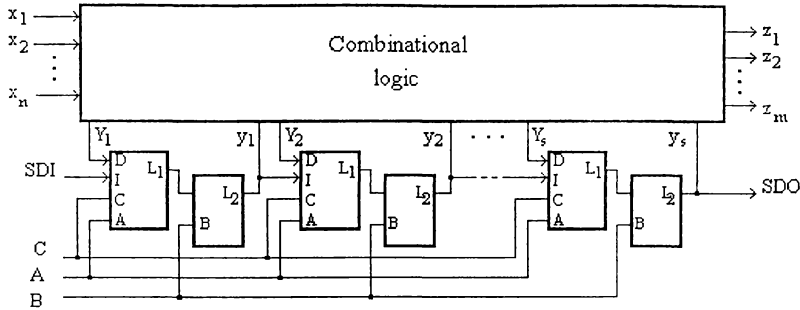 x1
x2
xn
Combinational
logic
z1
z2
zm
Y1 y1 Y2 y2 Ys ys
SDI D I C A L1 B L2 D I C A L1 B L2 D I C A L1 B L2 SDO
C
A
B